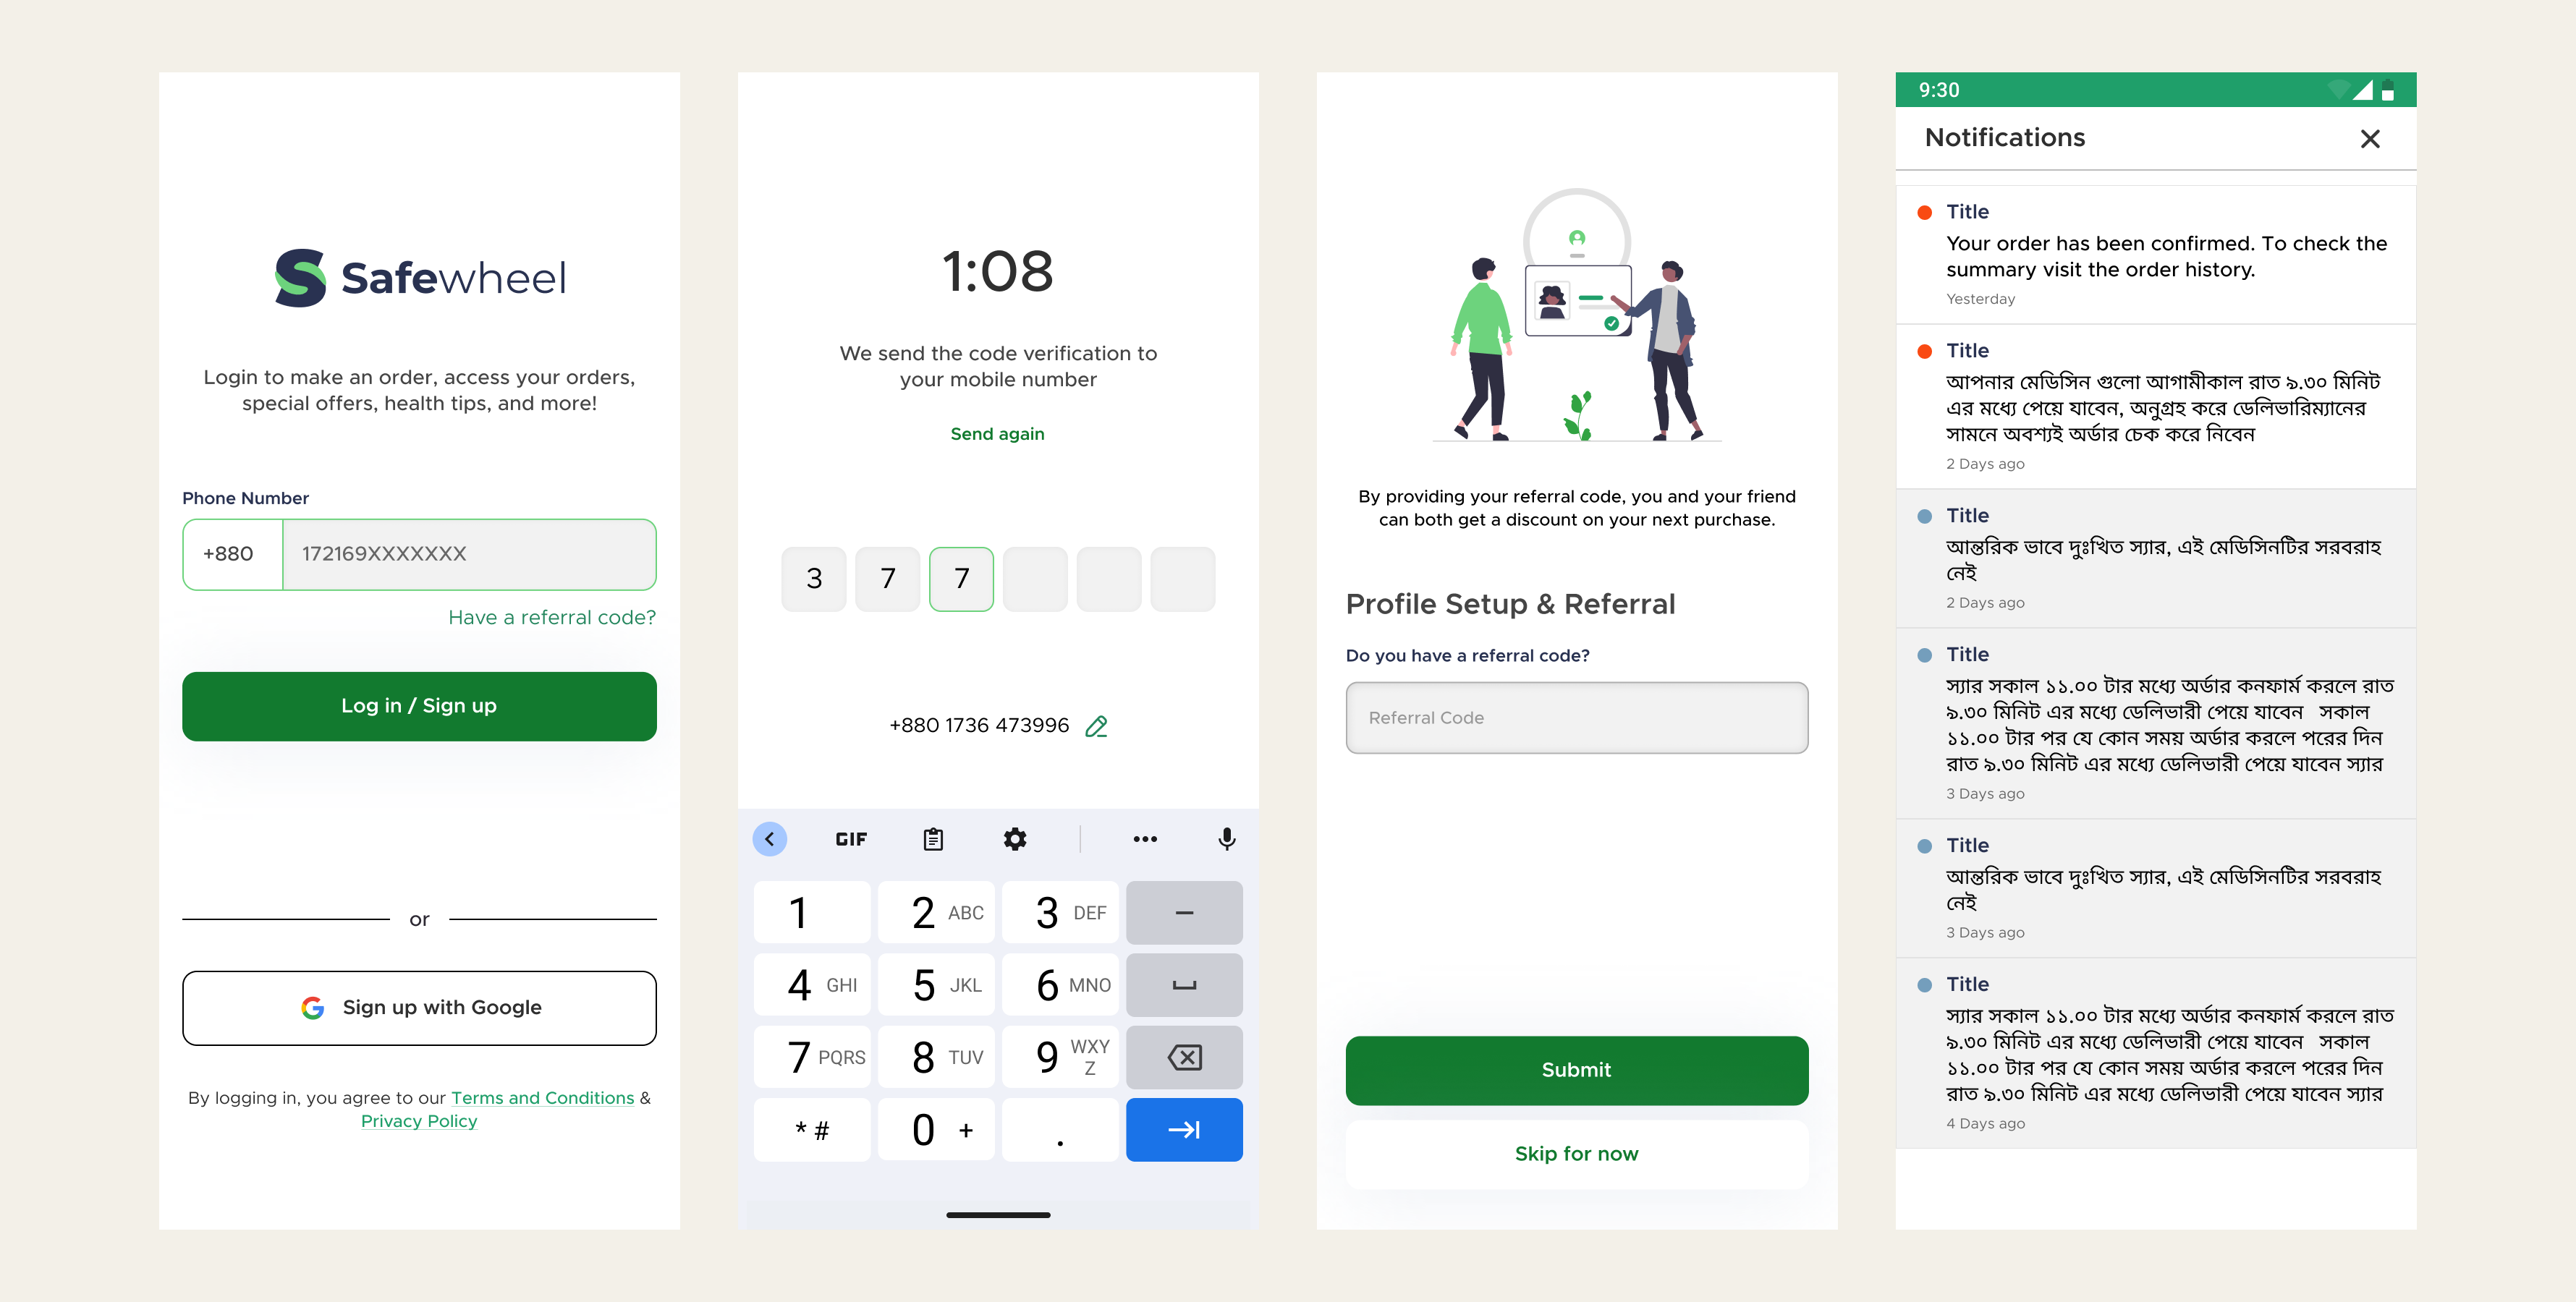 Safewheel
Login to make an order, access your orders,
special offers, health tips, and more!
Phone Number
+880
172169XXXXXXX
Have a referral code?
Log in / Sign up
or
Sign up with Google
By logging in, you agree to our Terms and Conditions &
Privacy Policy
1:08
We send the code verification to
your mobile number
Send again
3 7 7
+880 1736 473996
GIF
1 2 ABC 3 DEF –
4 GHI 5 JKL 6 MNO
7 PQRS 8 TUV 9 WXY
Z
* # 0 + .
By providing your referral code, you and your friend
can both get a discount on your next purchase.
Profile Setup & Referral
Do you have a referral code?
Referral Code
Submit
Skip for now
9:30
Notifications
Title
Your order has been confirmed. To check the
summary visit the order history.
Yesterday
Title
আপনার মেডিসিন গুলো আগামীকাল রাত ৯.৩০ মিনিট
এর মধ্যে পেয়ে যাবেন, অনুগ্রহ করে ডেলিভারিম্যানের
সামনে অবশ্যই অর্ডার চেক করে নিবেন
2 Days ago
Title
আন্তরিক ভাবে দুঃখিত স্যার, এই মেডিসিনটির সরবরাহ
নেই
2 Days ago
Title
স্যার সকাল ১১.০০ টার মধ্যে অর্ডার কনফার্ম করলে রাত
৯.৩০ মিনিট এর মধ্যে ডেলিভারী পেয়ে যাবেন সকাল
১১.০০ টার পর যে কোন সময় অর্ডার করলে পরের দিন
রাত ৯.৩০ মিনিট এর মধ্যে ডেলিভারী পেয়ে যাবেন স্যার
3 Days ago
Title
আন্তরিক ভাবে দুঃখিত স্যার, এই মেডিসিনটির সরবরাহ
নেই
3 Days ago
Title
স্যার সকাল ১১.০০ টার মধ্যে অর্ডার কনফার্ম করলে রাত
৯.৩০ মিনিট এর মধ্যে ডেলিভারী পেয়ে যাবেন সকাল
১১.০০ টার পর যে কোন সময় অর্ডার করলে পরের দিন
রাত ৯.৩০ মিনিট এর মধ্যে ডেলিভারী পেয়ে যাবেন স্যার
4 Days ago